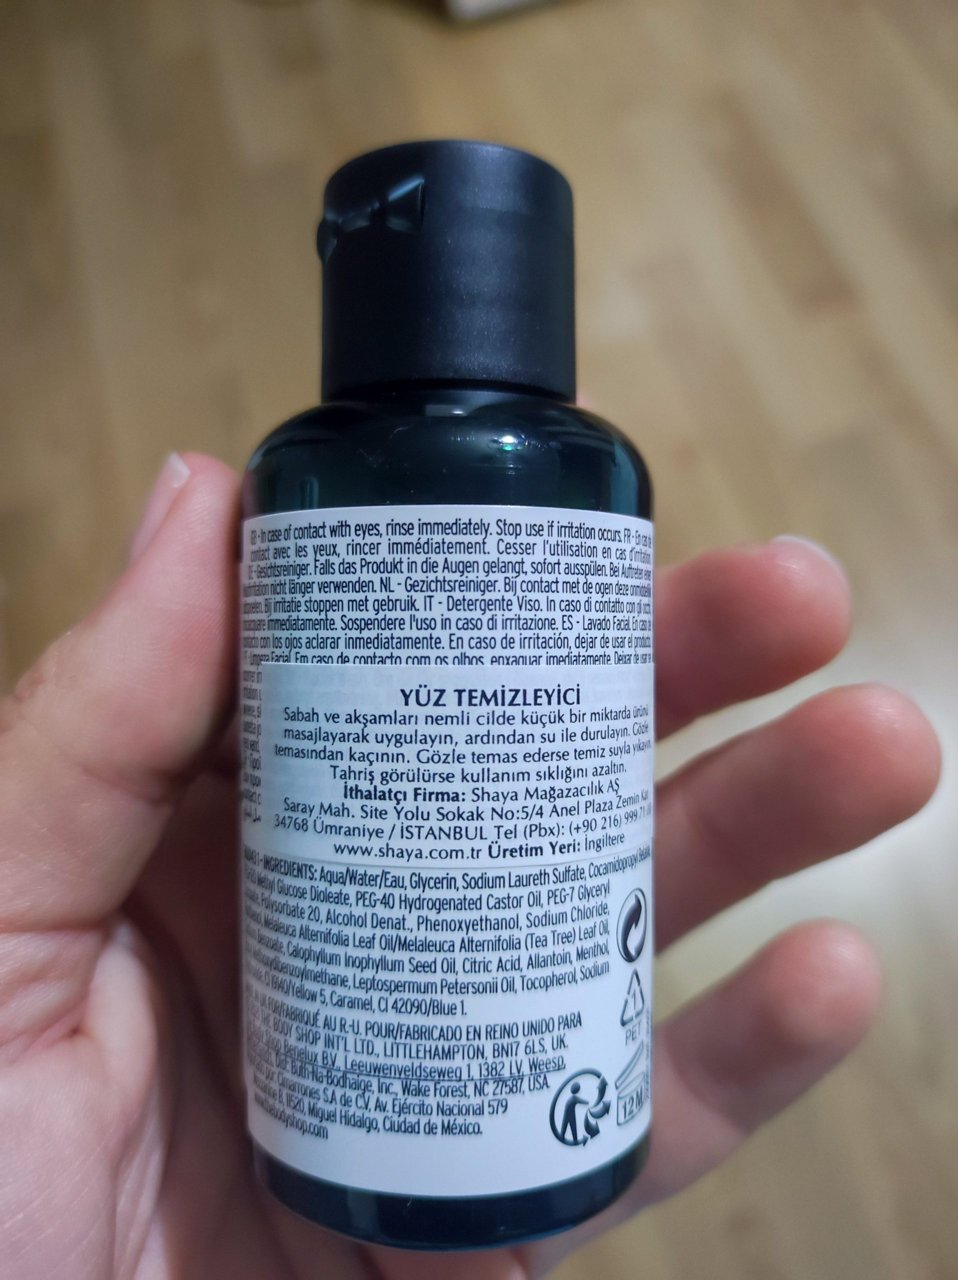 GB - In case of contact with eyes, rinse immediately. Stop use if irritation occurs. FR - En cas de
contact avec les yeux, rincer immédiatement. Cesser l'utilisation en cas d'irritation.
DE - Gesichtsreiniger. Falls das Produkt in die Augen gelangt, sofort ausspülen. Bei Auftreten einer
nicht länger verwenden. NL - Gezichtsreiniger. Bij contact met de ogen deze onmiddellijk
Bij irritatie stoppen met gebruik. IT - Detergente Viso. In caso di contatto con gli occhi,
immediatamente. Sospendere l'uso in caso di irritazione. ES - Lavado Facial. En caso de
contacto con los ojos aclarar inmediatamente. En caso de irritación, dejar de usar el producto.
Limpeza Facial. Em caso de contacto com os olhos, enxaguar imediatamente. Deixar de usar
YÜZ TEMİZLEYİCİ
Sabah ve akşamları nemli cilde küçük bir miktarda ürünü
masajlayarak uygulayın, ardından su ile durulayın. Gözle
temasından kaçının. Gözle temas ederse temiz suyla yıkayın.
Tahriş görülürse kullanım sıklığını azaltın.
İthalatçı Firma: Shaya Mağazacılık AŞ
Saray Mah. Site Yolu Sokak No:5/4 Anel Plaza Zemin Kat
34768 Ümraniye / İSTANBUL Tel (Pbx): (+90 216) 999 71
www.shaya.com.tr Üretim Yeri: İngiltere
INGREDIENTS: Aqua/Water/Eau, Glycerin, Sodium Laureth Sulfate, Cocamidopropyl Betaine,
Methyl Glucose Dioleate, PEG-40 Hydrogenated Castor Oil, PEG-7 Glyceryl
Polysorbate 20, Alcohol Denat., Phenoxyethanol, Sodium Chloride,
Melaleuca Alternifolia Leaf Oil/Melaleuca Alternifolia (Tea Tree) Leaf Oil,
Benzoate, Calophyllum Inophyllum Seed Oil, Citric Acid, Allantoin, Menthol,
Leptospermum Petersonii Oil, Tocopherol, Sodium
CI 19140/Yellow 5, Caramel, CI 42090/Blue 1.
UK/FABRIQUÉ AU R.-U. POUR/FABRICADO EN REINO UNIDO PARA
THE BODY SHOP INT'L LTD., LITTLEHAMPTON, BN17 6LS, UK.
Benelux B.V., Leeuwenveldseweg 1, 1382 LV, Weesp,
Buth-Na-Bodhaige, Inc., Wake Forest, NC 27587, USA.
Cimarrones S.A de C.V, Av. Ejército Nacional 579
B, 11520, Miguel Hidalgo, Ciudad de México.
thebodyshop.com
1
PET
12 M